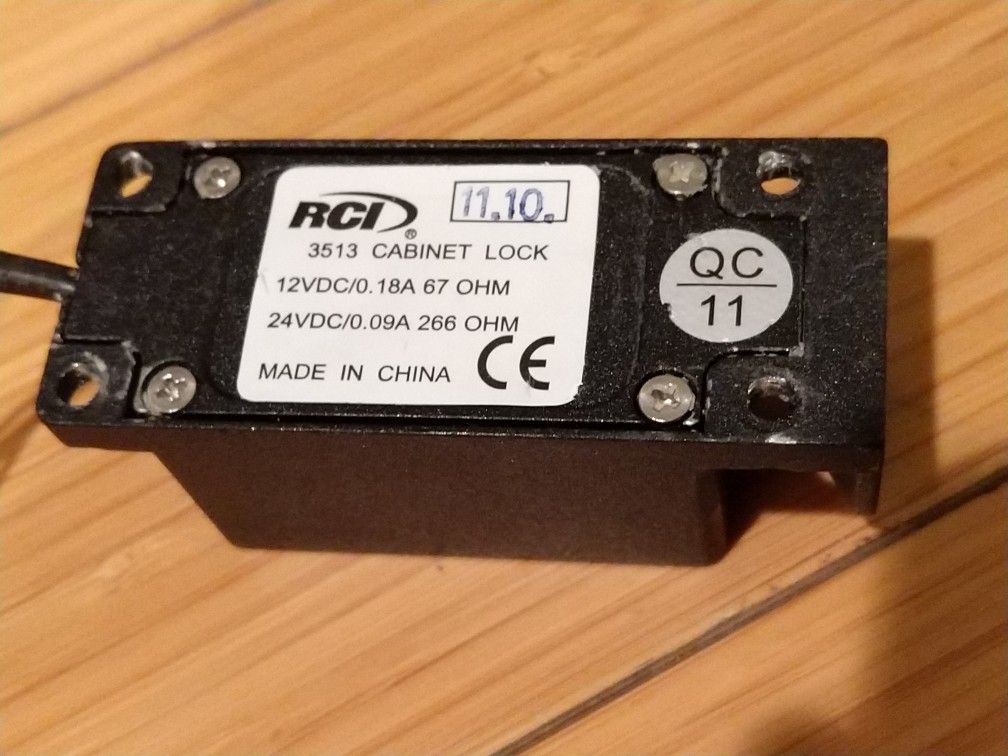 RCI® 11.10.
3513 CABINET LOCK
12VDC/0.18A 67 OHM
24VDC/0.09A 266 OHM
MADE IN CHINA CE
QC
11